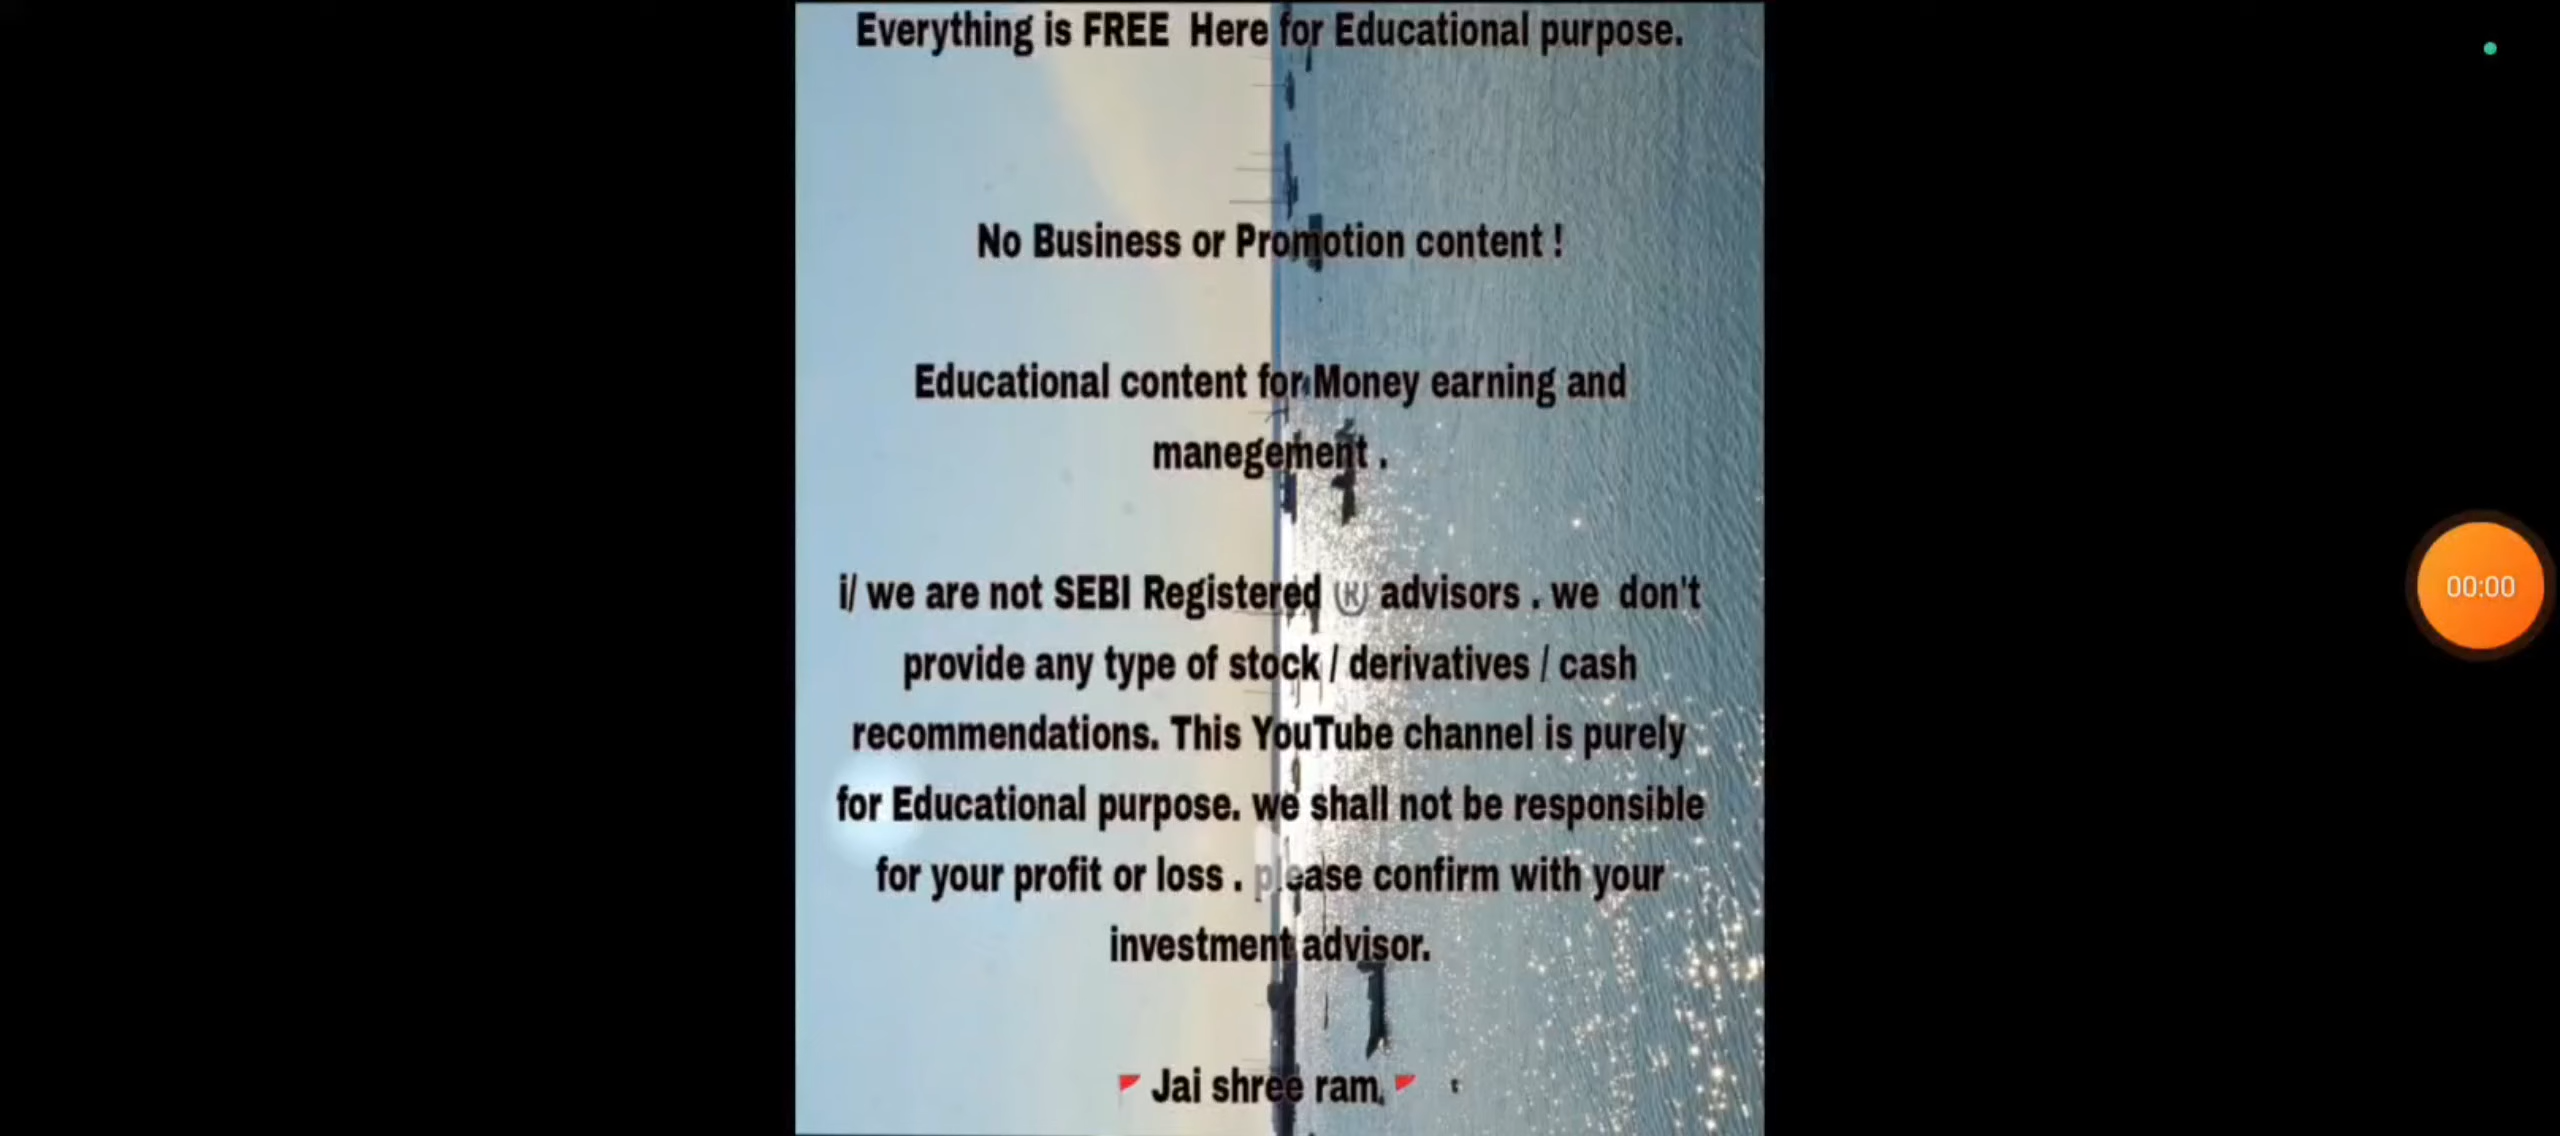 Everything is FREE Here for Educational purpose.
No Business or Promotion content !
Educational content for Money earning and
manegement .
i/ we are not SEBI Registered ® advisors . we don't
provide any type of stock / derivatives / cash
recommendations. This YouTube channel is purely
for Educational purpose. we shall not be responsible
for your profit or loss . please confirm with your
investment advisor.
🚩 Jai shree ram 🚩
00:00